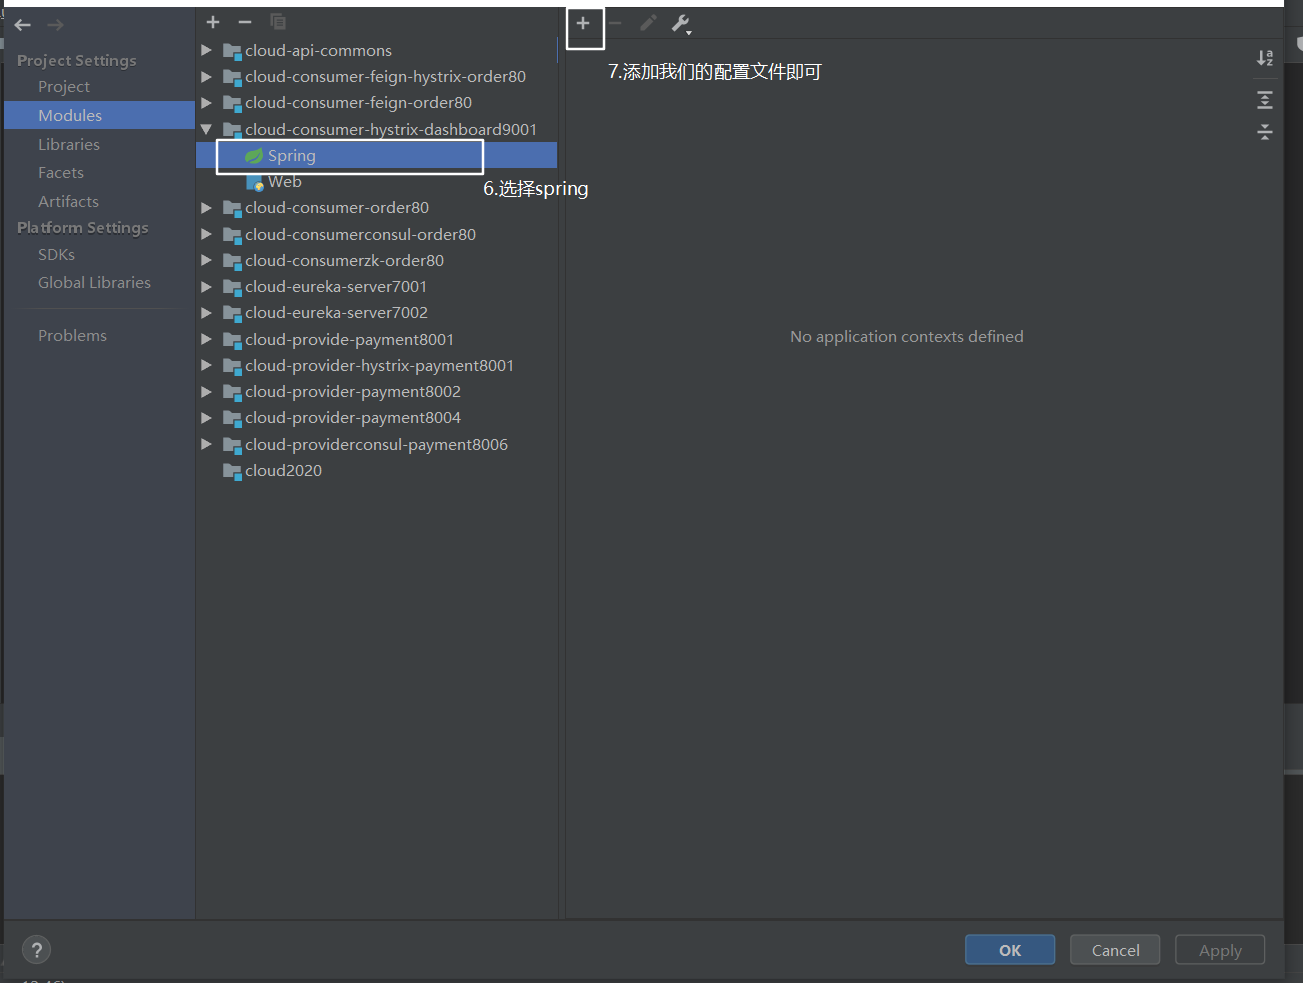 7.添加我们的配置文件即可
Project Settings
Project
Modules
Libraries
Facets
Artifacts
Platform Settings
SDKs
Global Libraries
Problems
cloud-api-commons
cloud-consumer-feign-hystrix-order80
cloud-consumer-feign-order80
cloud-consumer-hystrix-dashboard9001
Spring
Web
6.选择spring
cloud-consumer-order80
cloud-consumerconsul-order80
cloud-consumerzk-order80
cloud-eureka-server7001
cloud-eureka-server7002
cloud-provide-payment8001
cloud-provider-hystrix-payment8001
cloud-provider-payment8002
cloud-provider-payment8004
cloud-providerconsul-payment8006
cloud2020
No application contexts defined
?
OK
Cancel
Apply